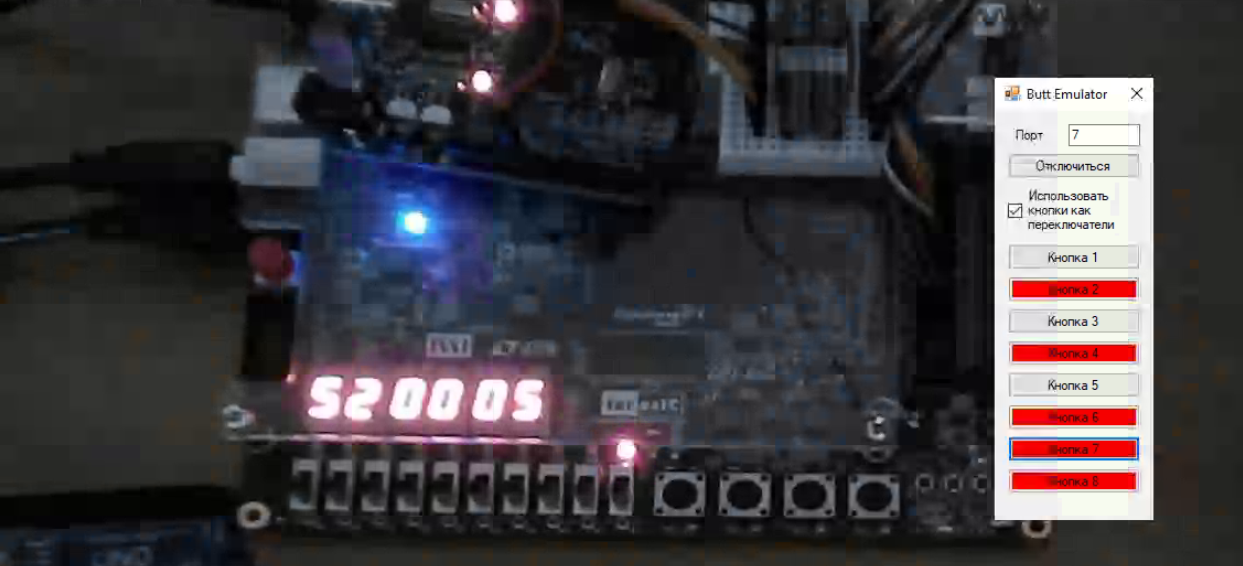 Butt Emulator
Порт 7
Отключиться
Использовать
кнопки как
переключатели
Кнопка 1
Кнопка 2
Кнопка 3
Кнопка 4
Кнопка 5
Кнопка 6
Кнопка 7
Кнопка 8
520005